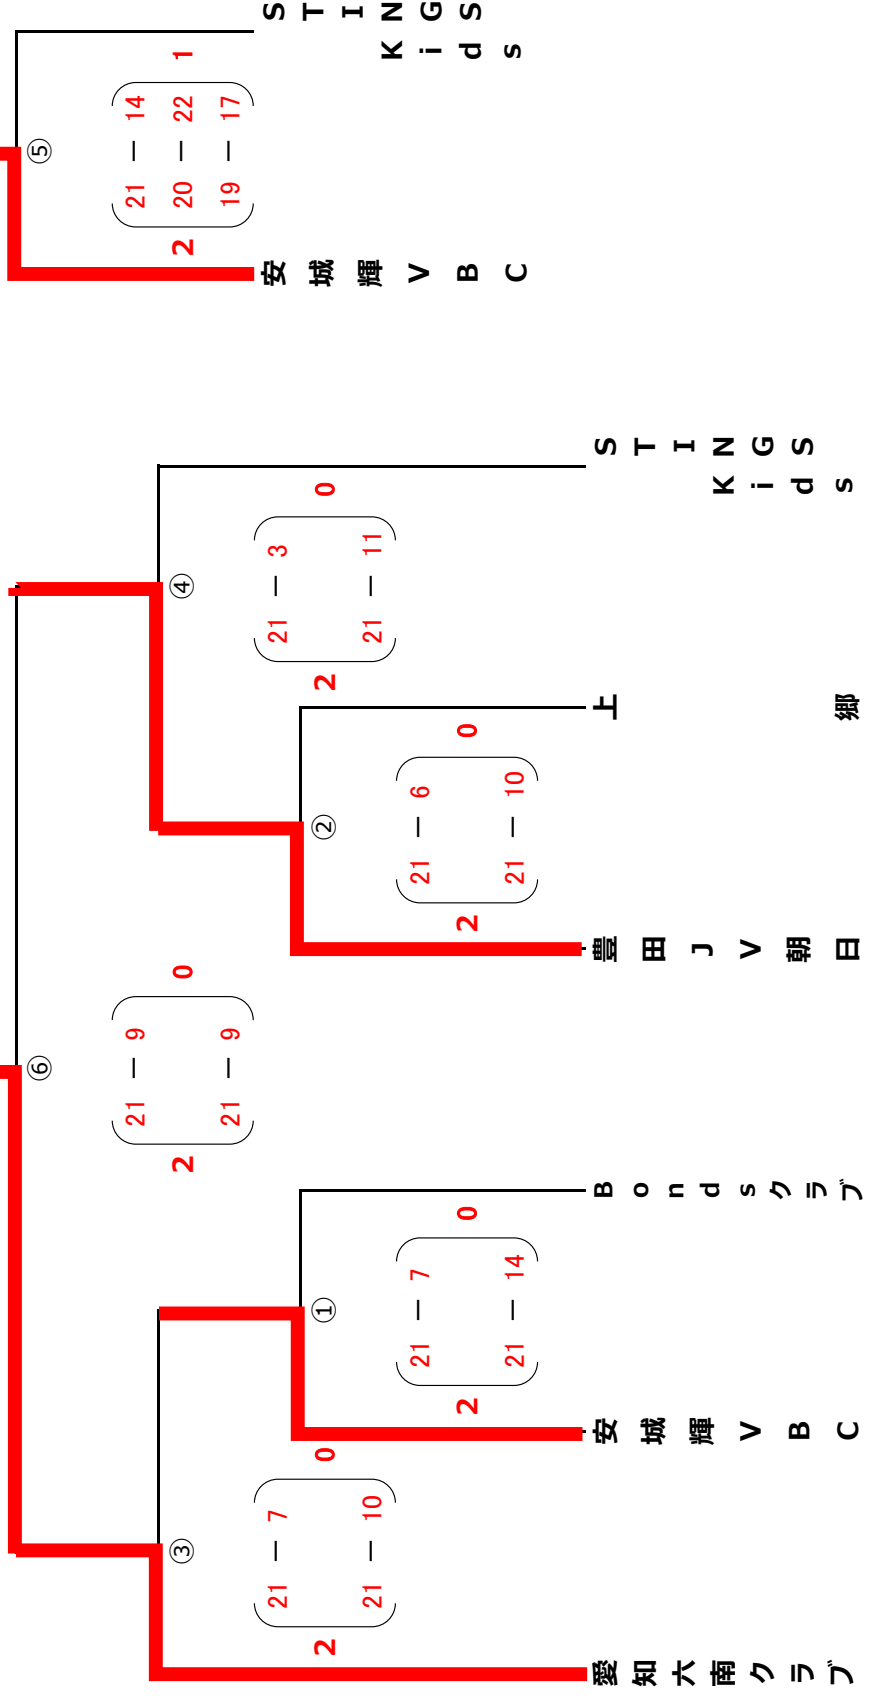 ⑥
2
21 — 9
21 — 9
0
⑤
2
21 — 14
20 — 22
19 — 17
1
安城輝VBC
STINGS
Kids
③
2
21 — 7
21 — 10
0
④
2
21 — 3
21 — 11
0
①
2
21 — 7
21 — 14
0
②
2
21 — 6
21 — 10
0
愛知大南クラブ
安城輝VBC
Bondsクラブ
豊田JV朝日
上郷
STINGS
Kids